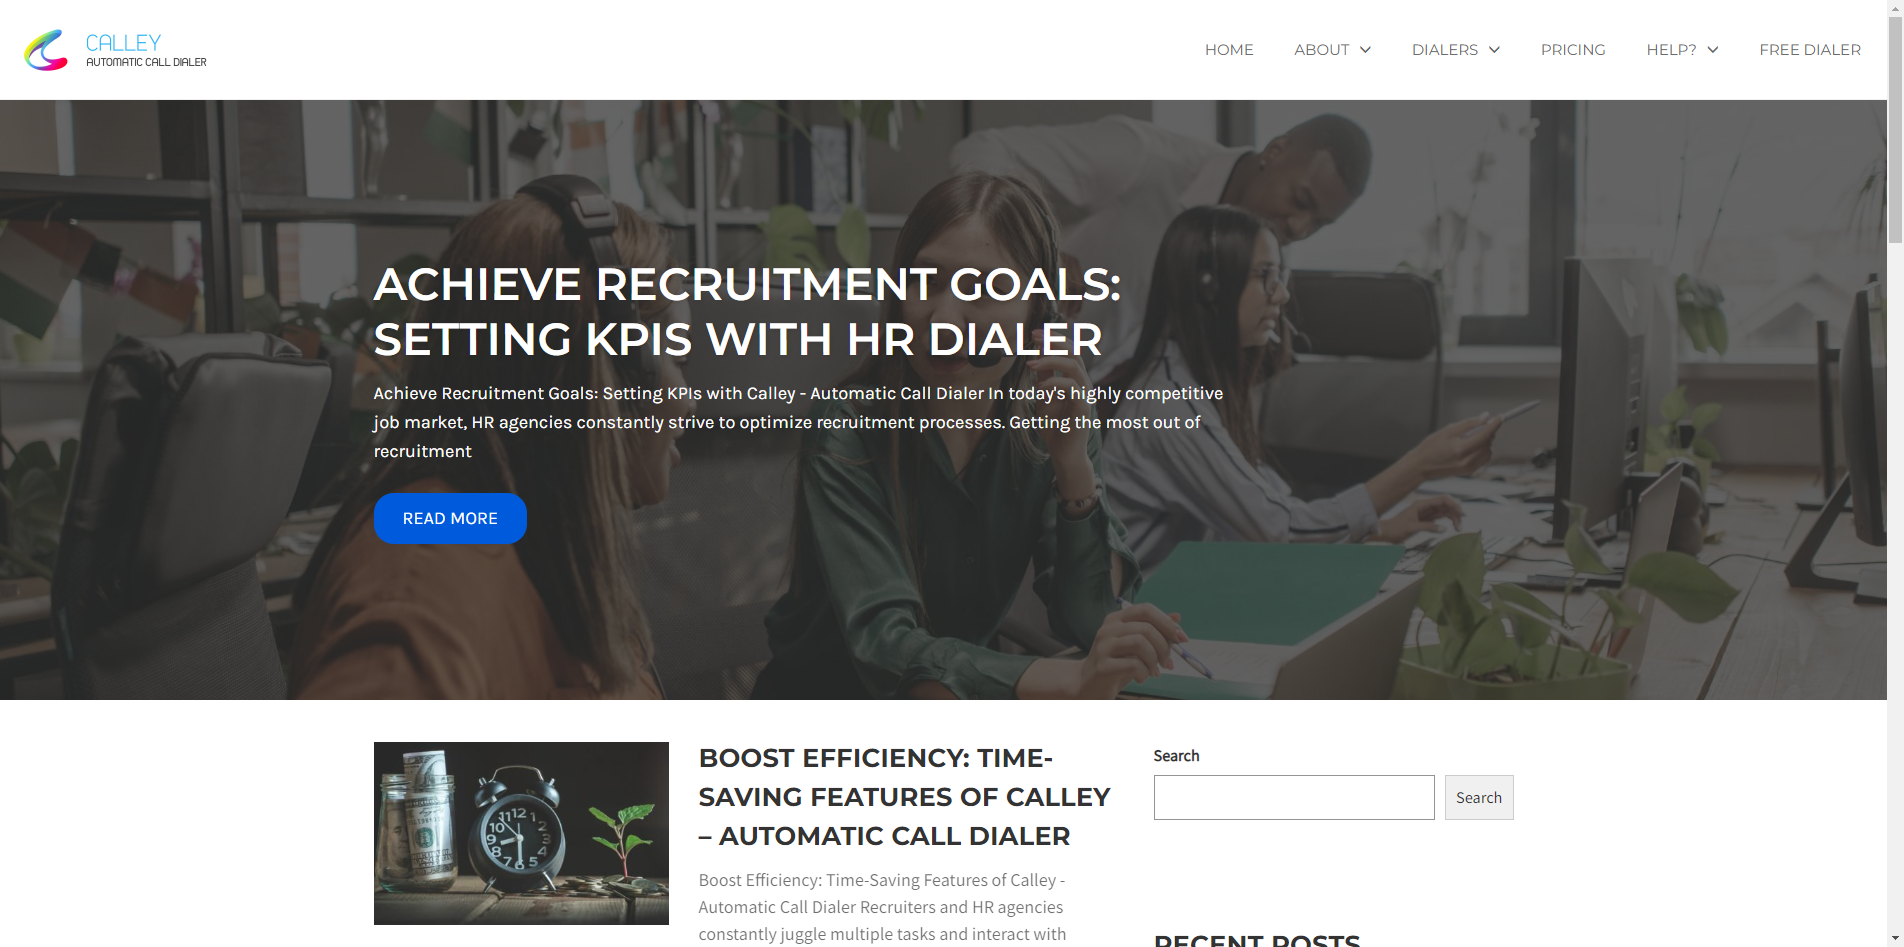 CALLEY
AUTOMATIC CALL DIALER
HOME
ABOUT
DIALERS
PRICING
HELP?
FREE DIALER
ACHIEVE RECRUITMENT GOALS:
SETTING KPIS WITH HR DIALER
Achieve Recruitment Goals: Setting KPIs with Calley - Automatic Call Dialer In today's highly competitive
job market, HR agencies constantly strive to optimize recruitment processes. Getting the most out of
recruitment
READ MORE
BOOST EFFICIENCY: TIME-
SAVING FEATURES OF CALLEY
– AUTOMATIC CALL DIALER
Boost Efficiency: Time-Saving Features of Calley -
Automatic Call Dialer Recruiters and HR agencies
constantly juggle multiple tasks and interact with
Search
Search
RECENT POSTS